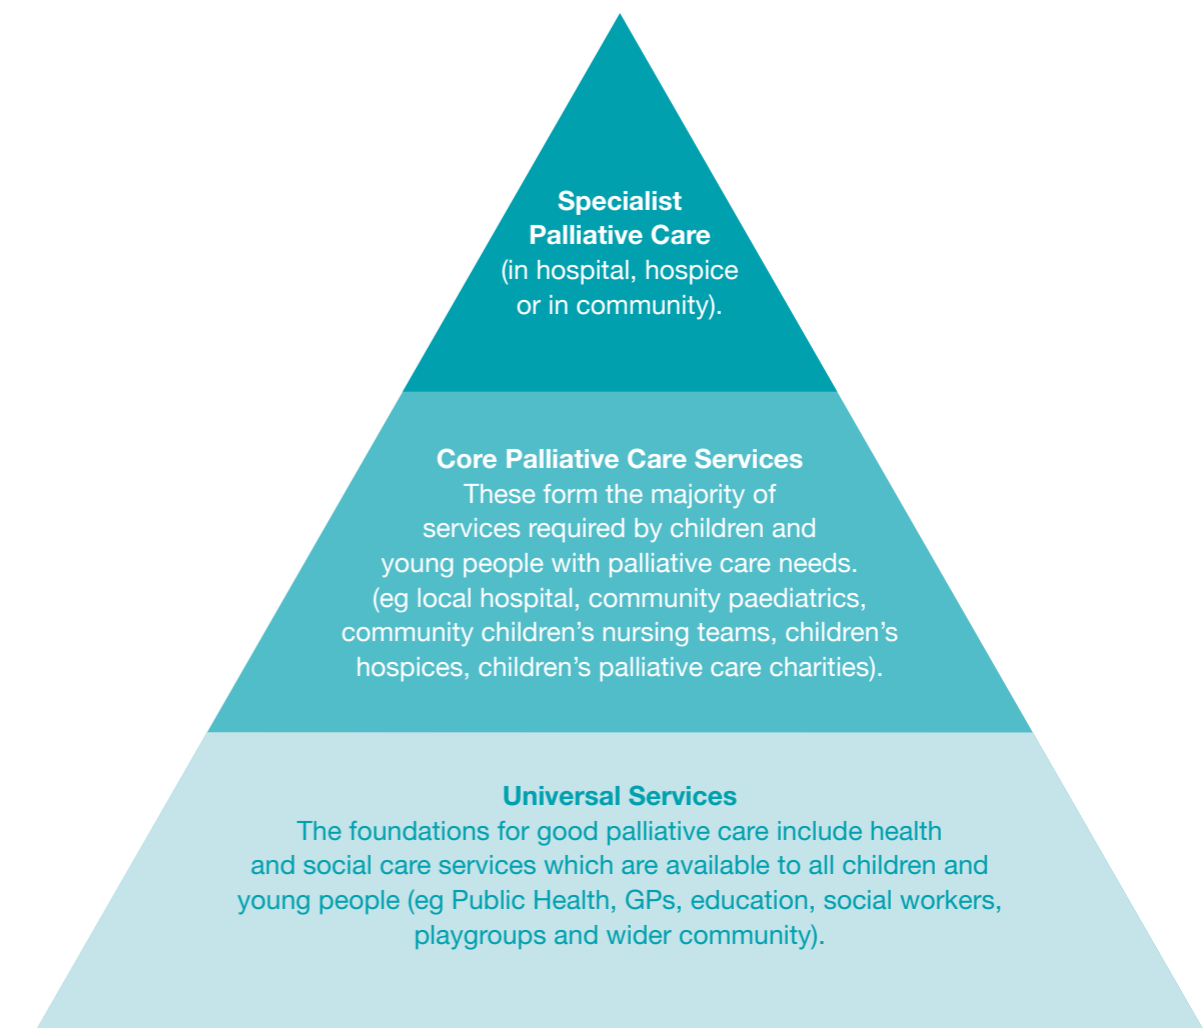 Specialist
Palliative Care
(in hospital, hospice
or in community).
Core Palliative Care Services
These form the majority of
services required by children and
young people with palliative care needs.
(eg local hospital, community paediatrics,
community children’s nursing teams, children’s
hospices, children’s palliative care charities).
Universal Services
The foundations for good palliative care include health
and social care services which are available to all children and
young people (eg Public Health, GPs, education, social workers,
playgroups and wider community).